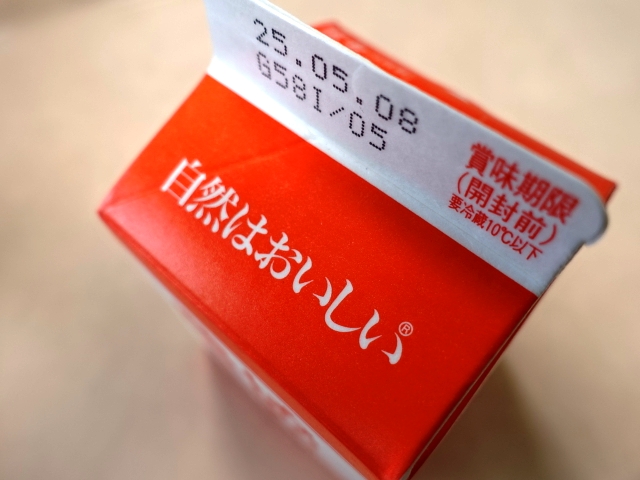 25.05.08
G58I/05
賞味期限
(開封前)
要冷蔵10℃以下
自然はおいしい®